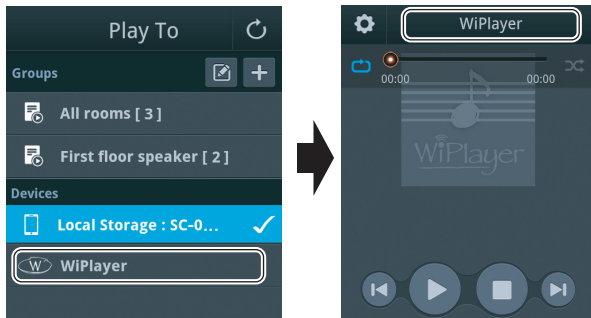 Play To
Groups
All rooms [ 3 ]
First floor speaker [ 2 ]
Devices
Local Storage : SC-0...
W WiPlayer
WiPlayer
00:00 00:00
WiPlayer